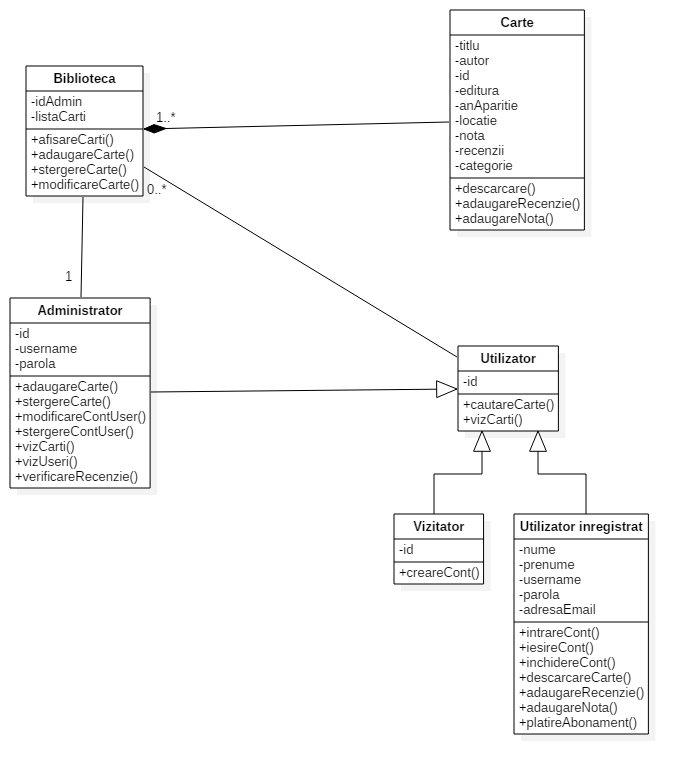 Carte
-titlu
-autor
-id
-editura
-anAparitie
-locatie
-nota
-recenzii
-categorie
+descarcare()
+adaugareRecenzie()
+adaugareNota()
Biblioteca
-idAdmin
-listaCarti
+afisareCarti()
+adaugareCarte()
+stergereCarte()
+modificareCarte()
1..*
0..*
1
Administrator
-id
-username
-parola
+adaugareCarte()
+stergereCarte()
+modificareContUser()
+stergereContUser()
+vizCarti()
+vizUseri()
+verificareRecenzie()
Utilizator
-id
+cautareCarte()
+vizCarti()
Vizitator
-id
+creareCont()
Utilizator inregistrat
-nume
-prenume
-username
-parola
-adresaEmail
+intrareCont()
+iesireCont()
+inchidereCont()
+descarcareCarte()
+adaugareRecenzie()
+adaugareNota()
+platireAbonament()